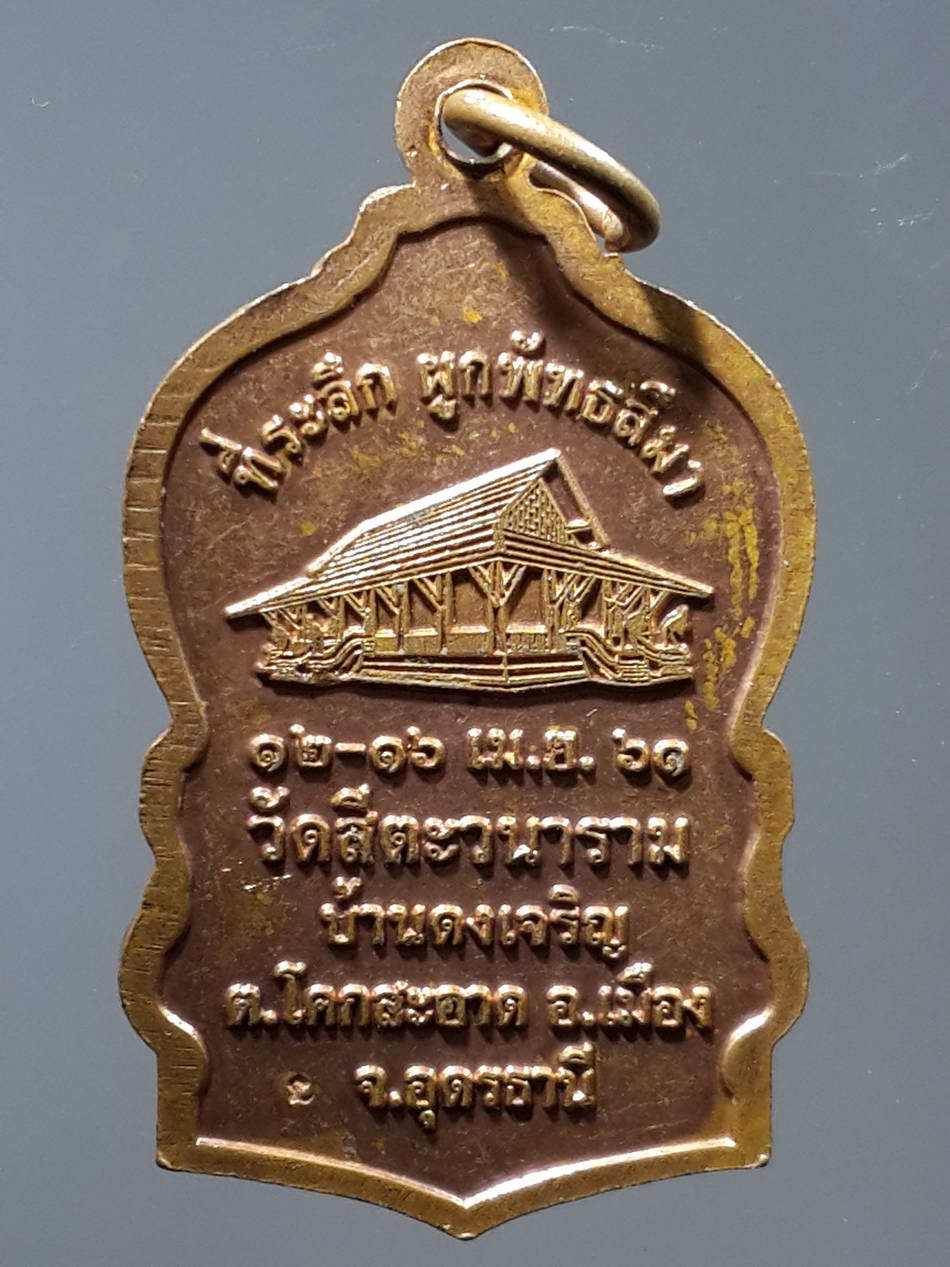 ที่ระลึก ผูกพัทธสีมา
๑๒-๑๖ เม.ย. ๖๑
วัดสีตะวนาราม
บ้านดงเจริญ
ต.โคกสะอาด อ.เมือง
จ.อุดรธานี